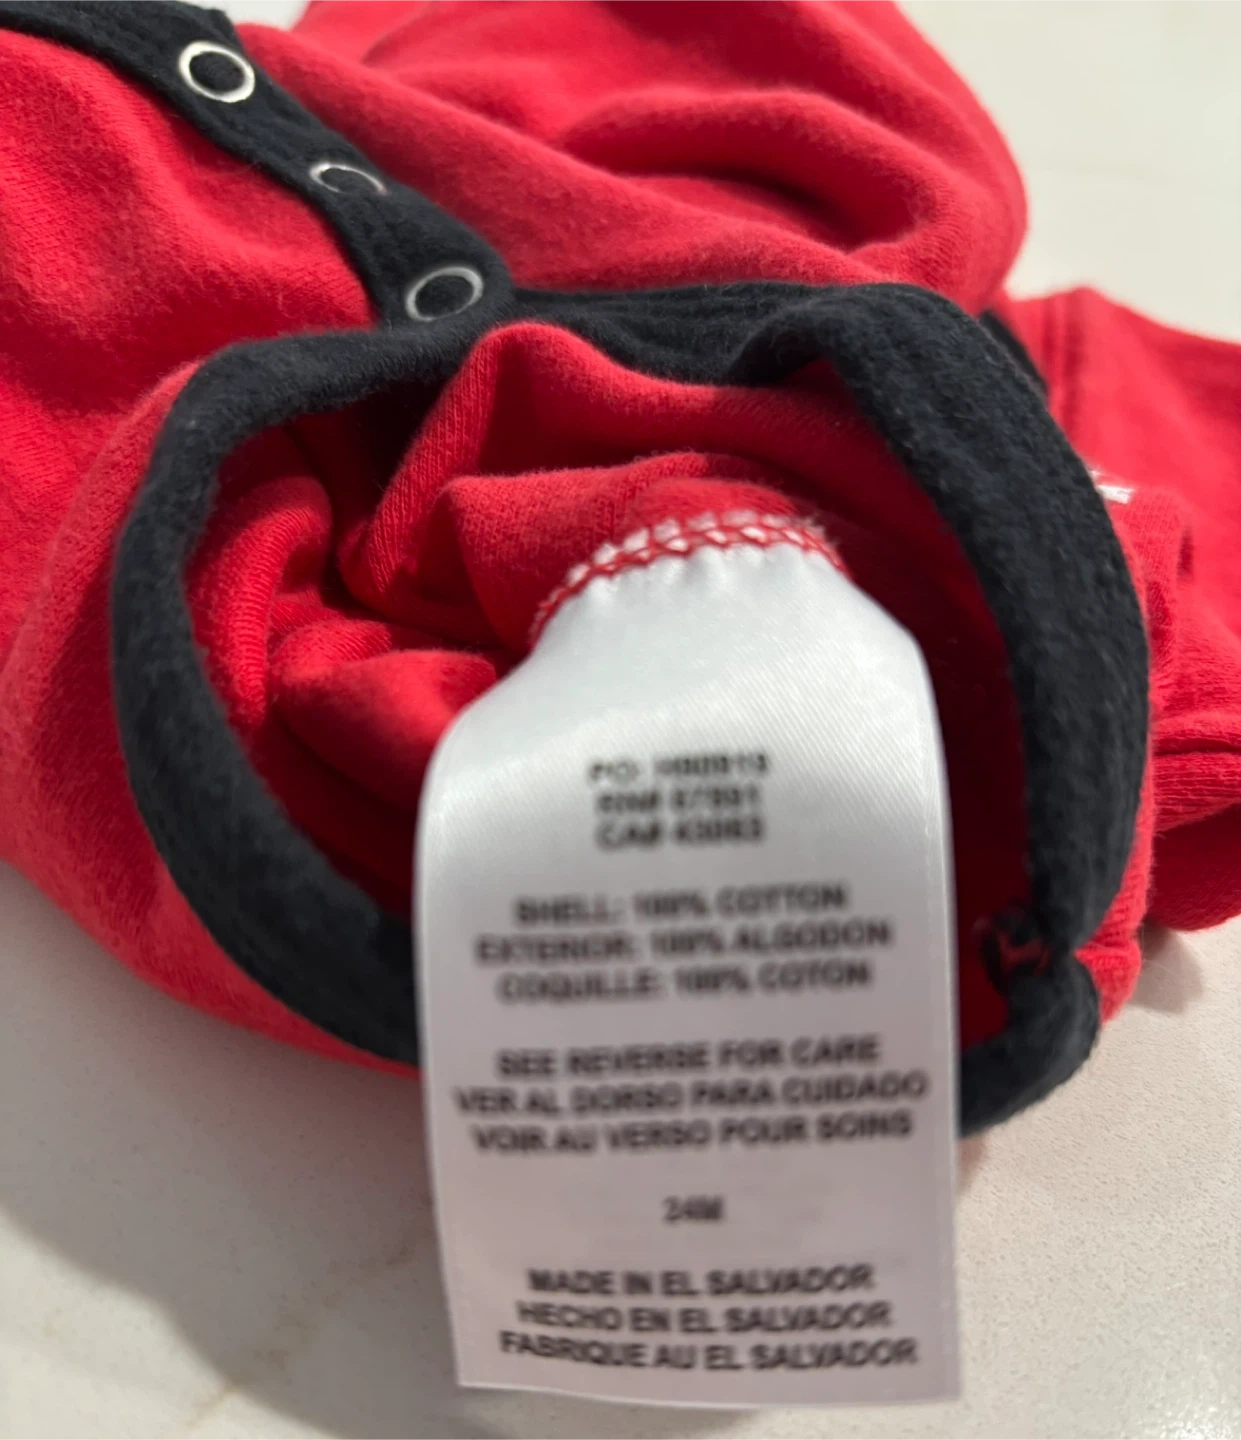 SHELL: 100% COTTON
EXTERIOR: 100% ALGODON
COQUILLE: 100% COTON
SEE REVERSE FOR CARE
VER AL DORSO PARA CUIDADO
VOIR AU VERSO POUR SOINS
24M
MADE IN EL SALVADOR
HECHO EN EL SALVADOR
FABRIQUE AU EL SALVADOR